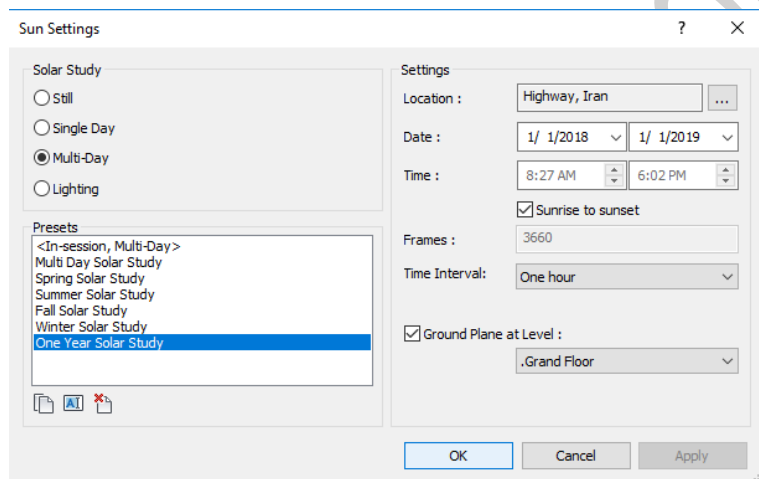 Sun Settings
?
Solar Study
Still
Single Day
Multi-Day
Lighting
Presets
<In-session, Multi-Day>
Multi Day Solar Study
Spring Solar Study
Summer Solar Study
Fall Solar Study
Winter Solar Study
One Year Solar Study
AI
Settings
Location : Highway, Iran ...
Date : 1/ 1/2018 1/ 1/2019
Time : 8:27 AM 6:02 PM
Sunrise to sunset
Frames : 3660
Time Interval: One hour
Ground Plane at Level :
.Grand Floor
OK Cancel Apply